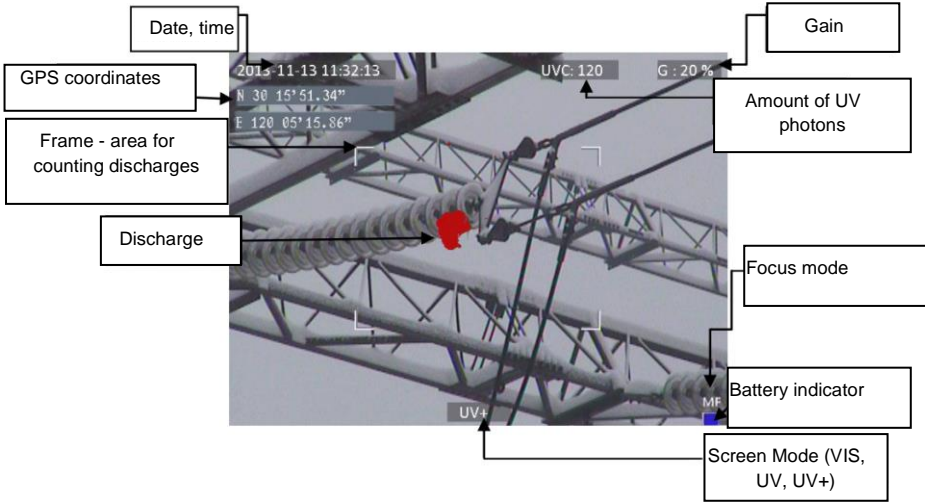 Date, time
Gain
GPS coordinates
2013-11-13 11:32:13
UVC: 120
G : 20 %
N 30 15'51.34"
E 120 05'15.86"
Amount of UV
photons
Frame - area for
counting discharges
Discharge
Focus mode
Battery indicator
MF
UV+
Screen Mode (VIS,
UV, UV+)